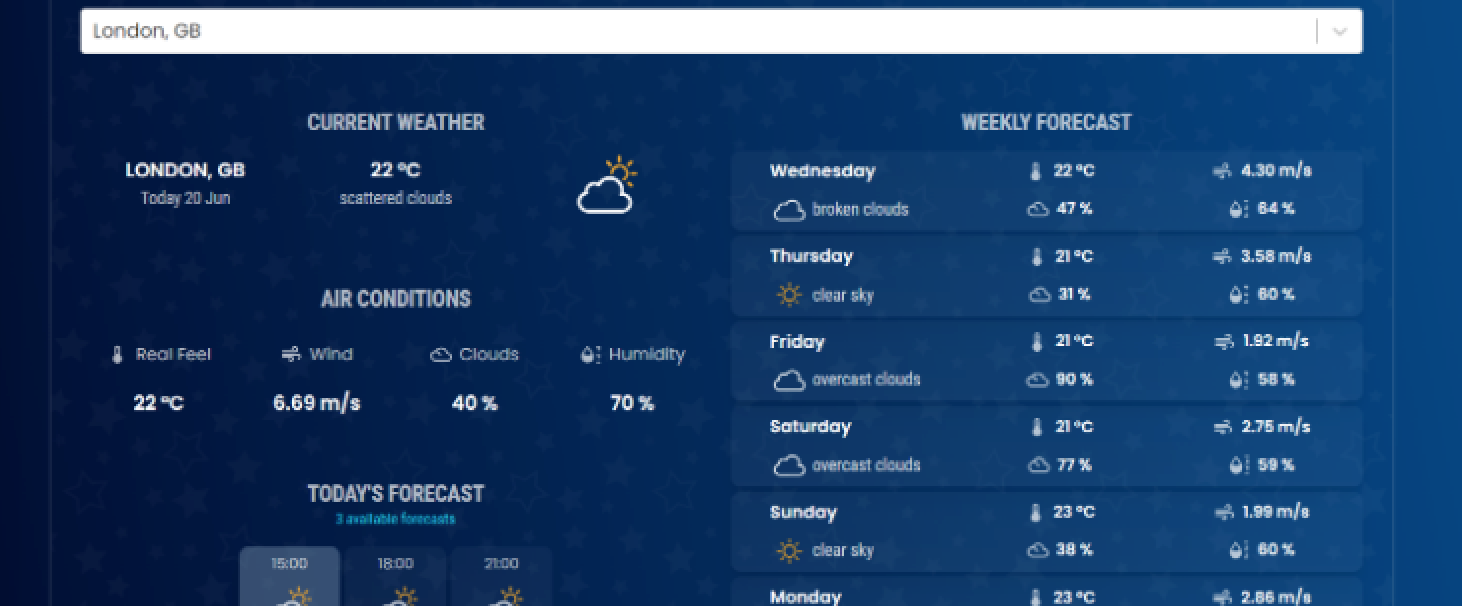 London, GB
CURRENT WEATHER
LONDON, GB
Today 20 Jun
22 °C
scattered clouds
AIR CONDITIONS
Real Feel
Wind
Clouds
Humidity
22 °C
6.69 m/s
40 %
70 %
TODAY'S FORECAST
3 available forecasts
15:00
18:00
21:00
WEEKLY FORECAST
Wednesday 22 °C 4.30 m/s
broken clouds 47 % 64 %
Thursday 21 °C 3.58 m/s
clear sky 31 % 60 %
Friday 21 °C 1.92 m/s
overcast clouds 90 % 58 %
Saturday 21 °C 2.75 m/s
overcast clouds 77 % 59 %
Sunday 23 °C 1.99 m/s
clear sky 38 % 60 %
Monday 23 °C 2.86 m/s